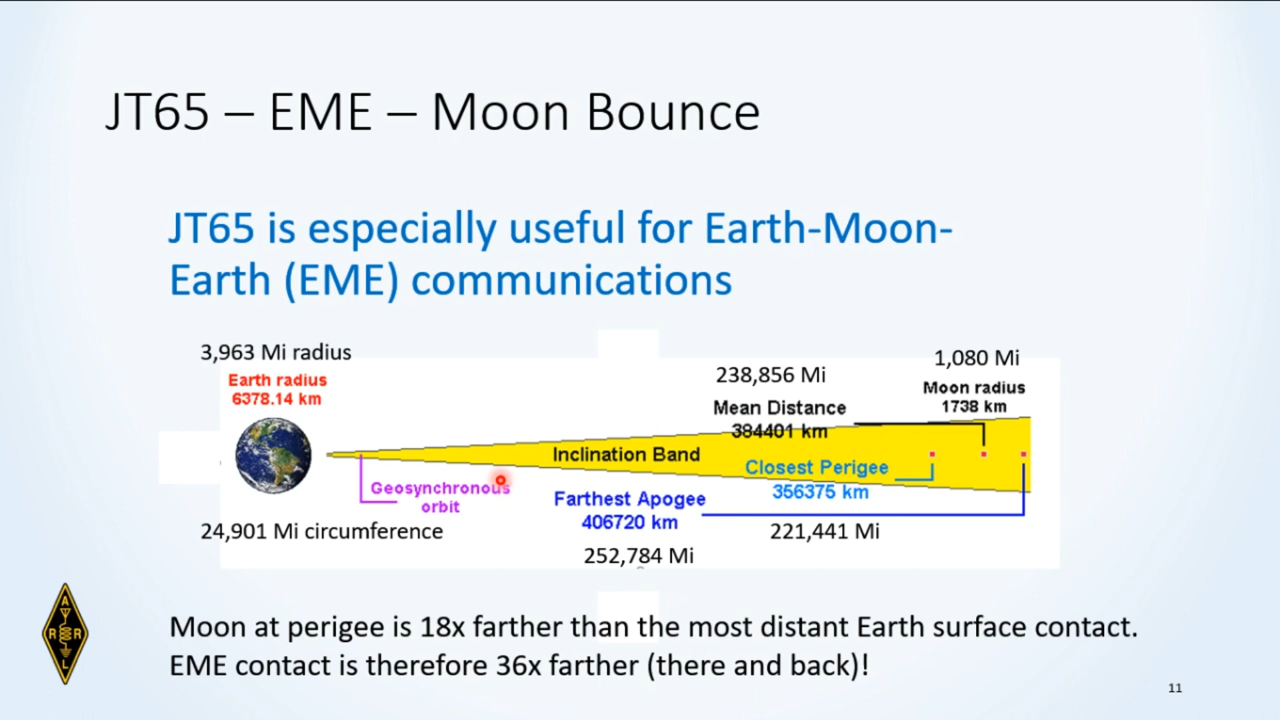 JT65 – EME – Moon Bounce
JT65 is especially useful for Earth-Moon-
Earth (EME) communications
3,963 Mi radius
Earth radius
6378.14 km
238,856 Mi
Mean Distance
384401 km
1,080 Mi
Moon radius
1738 km
Inclination Band
Closest Perigee
356375 km
Geosynchronous
orbit
Farthest Apogee
406720 km
24,901 Mi circumference
221,441 Mi
252,784 Mi
A
R R
L
Moon at perigee is 18x farther than the most distant Earth surface contact.
EME contact is therefore 36x farther (there and back)!
11